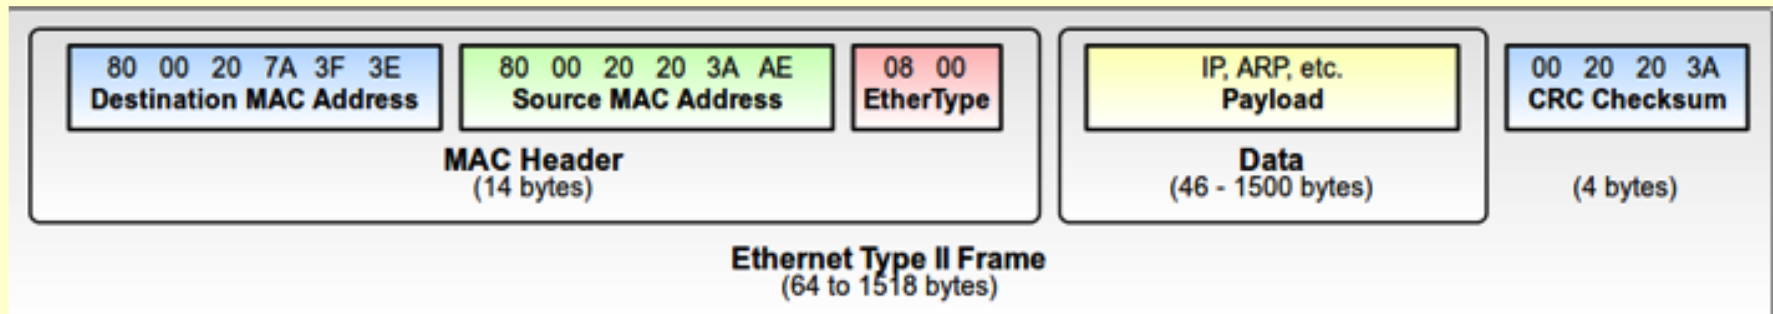 80 00 20 7A 3F 3E
Destination MAC Address
80 00 20 20 3A AE
Source MAC Address
08 00
EtherType
MAC Header
(14 bytes)
IP, ARP, etc.
Payload
Data
(46 - 1500 bytes)
00 20 20 3A
CRC Checksum
(4 bytes)
Ethernet Type II Frame
(64 to 1518 bytes)